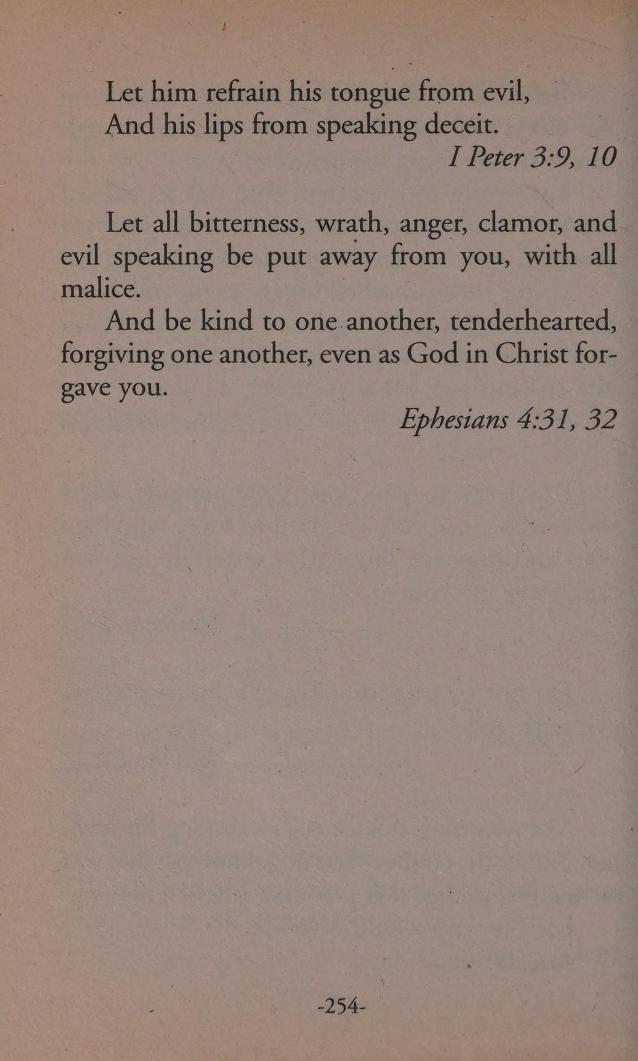 Let him refrain his tongue from evil,
And his lips from speaking deceit.
I Peter 3:9, 10
Let all bitterness, wrath, anger, clamor, and
evil speaking be put away from you, with all
malice.
And be kind to one another, tenderhearted,
forgiving one another, even as God in Christ for-
gave you.
Ephesians 4:31, 32
-254-